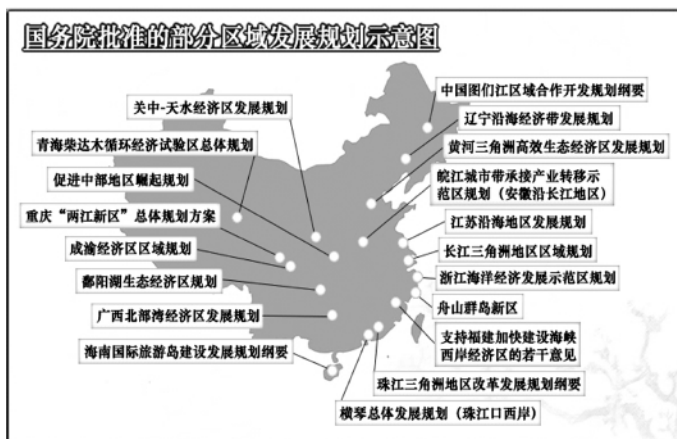 国务院批准的部分区域发展规划示意图
关中-天水经济区发展规划
青海柴达木循环经济试验区总体规划
促进中部地区崛起规划
重庆“两江新区”总体规划方案
成渝经济区区域规划
鄱阳湖生态经济区规划
广西北部湾经济区发展规划
海南国际旅游岛建设发展规划纲要
中国图们江区域合作开发规划纲要
辽宁沿海经济带发展规划
黄河三角洲高效生态经济区发展规划
皖江城市带承接产业转移示
范区规划（安徽沿长江地区）
江苏沿海地区发展规划
长江三角洲地区区域规划
浙江海洋经济发展示范区规划
舟山群岛新区
支持福建加快建设海峡
西岸经济区的若干意见
珠江三角洲地区改革发展规划纲要
横琴总体发展规划（珠江口西岸）